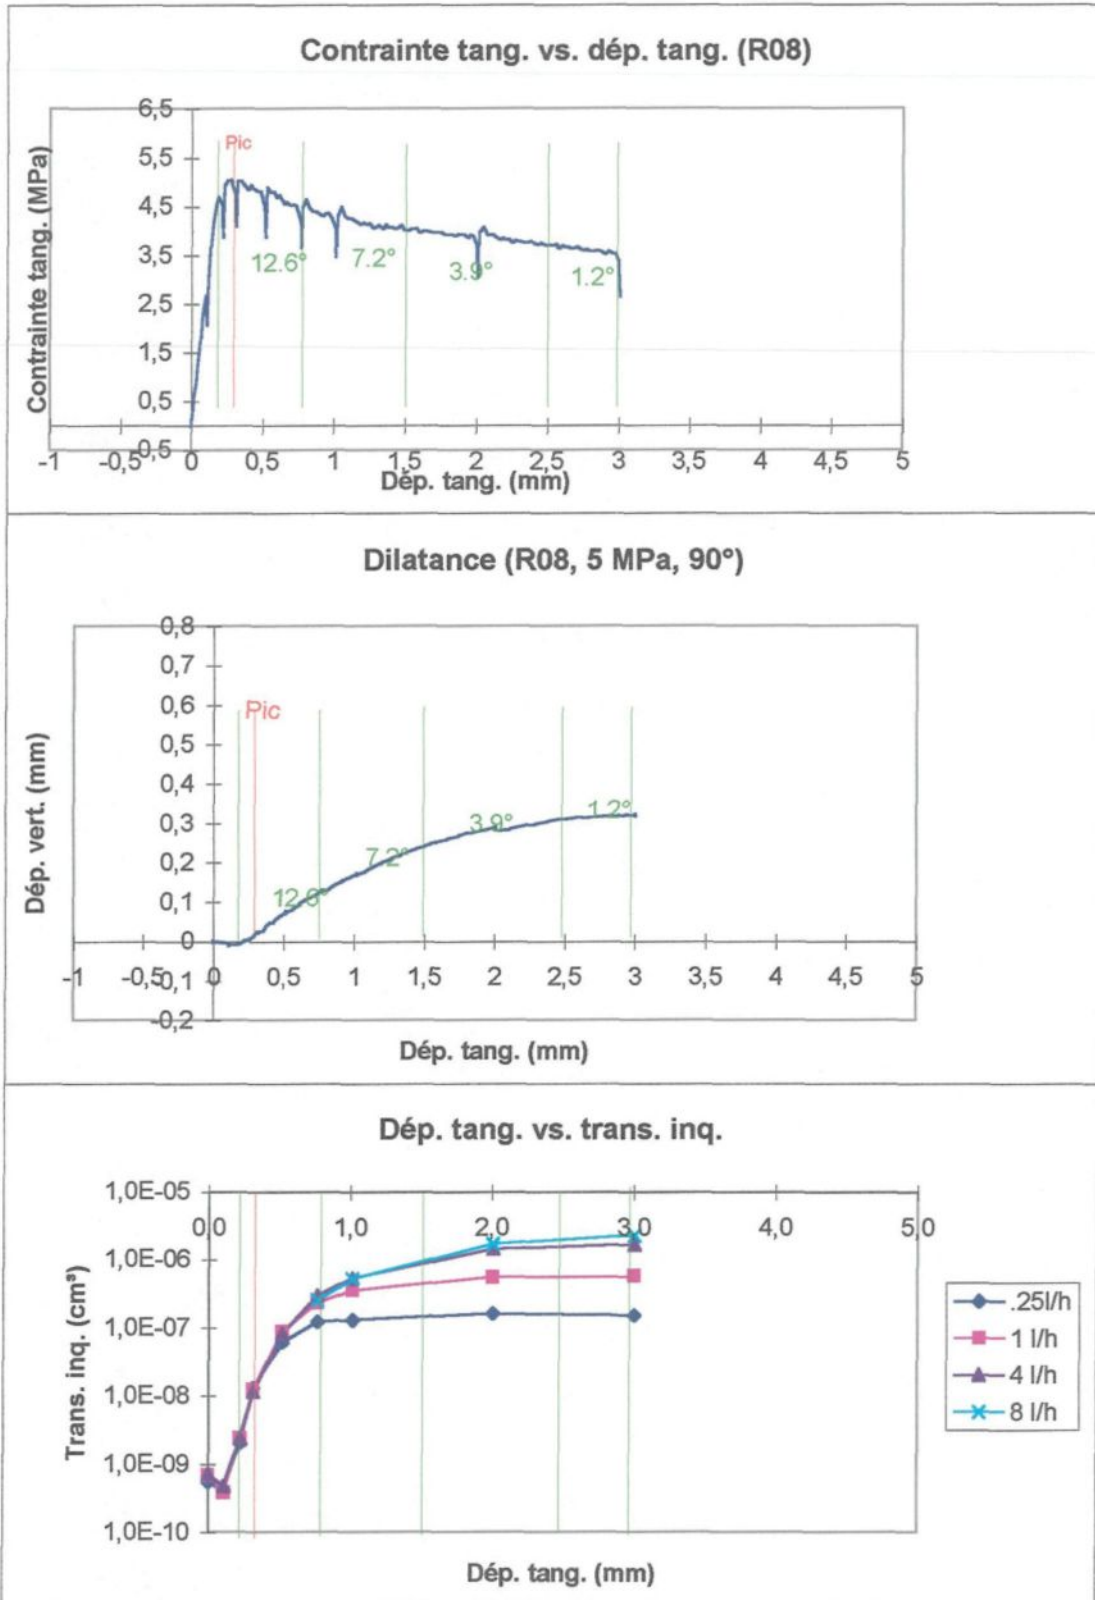 Contrainte tang. vs. dép. tang. (R08)
Contrainte tang. (MPa)
6,5
5,5
4,5
3,5
2,5
1,5
0,5
-0,5
Pic
12.6°
7.2°
3.9°
1.2°
-1 -0,5 0 0,5 1 1,5 2 2,5 3 3,5 4 4,5 5
Dép. tang. (mm)
Dilatance (R08, 5 MPa, 90°)
Dép. vert. (mm)
0,8
0,7
0,6
0,5
0,4
0,3
0,2
0,1
0
-0,1
-0,2
Pic
12.6°
7.2°
3.9°
1.2°
-1 -0,5 0 0,5 1 1,5 2 2,5 3 3,5 4 4,5 5
Dép. tang. (mm)
Dép. tang. vs. trans. inq.
Trans. inq. (cm³)
1,0E-05
1,0E-06
1,0E-07
1,0E-08
1,0E-09
1,0E-10
0,0 1,0 2,0 3,0 4,0 5,0
.25l/h
1 l/h
4 l/h
8 l/h
Dép. tang. (mm)